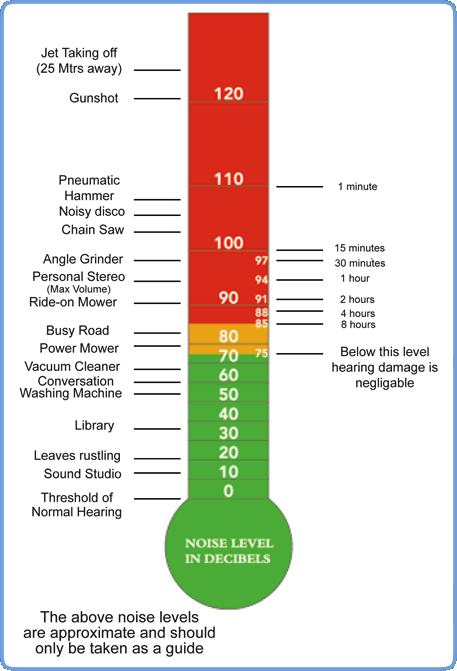 Jet Taking off
(25 Mtrs away)
Gunshot
Pneumatic
Hammer
Noisy disco
Chain Saw
Angle Grinder
Personal Stereo
(Max Volume)
Ride-on Mower
Busy Road
Power Mower
Vacuum Cleaner
Conversation
Washing Machine
Library
Leaves rustling
Sound Studio
Threshold of
Normal Hearing
120
110
100
97
94
90
91
88
85
80
70
75
60
50
40
30
20
10
0
NOISE LEVEL
IN DECIBELS
1 minute
15 minutes
30 minutes
1 hour
2 hours
4 hours
8 hours
Below this level
hearing damage is
negligable
The above noise levels
are approximate and should
only be taken as a guide